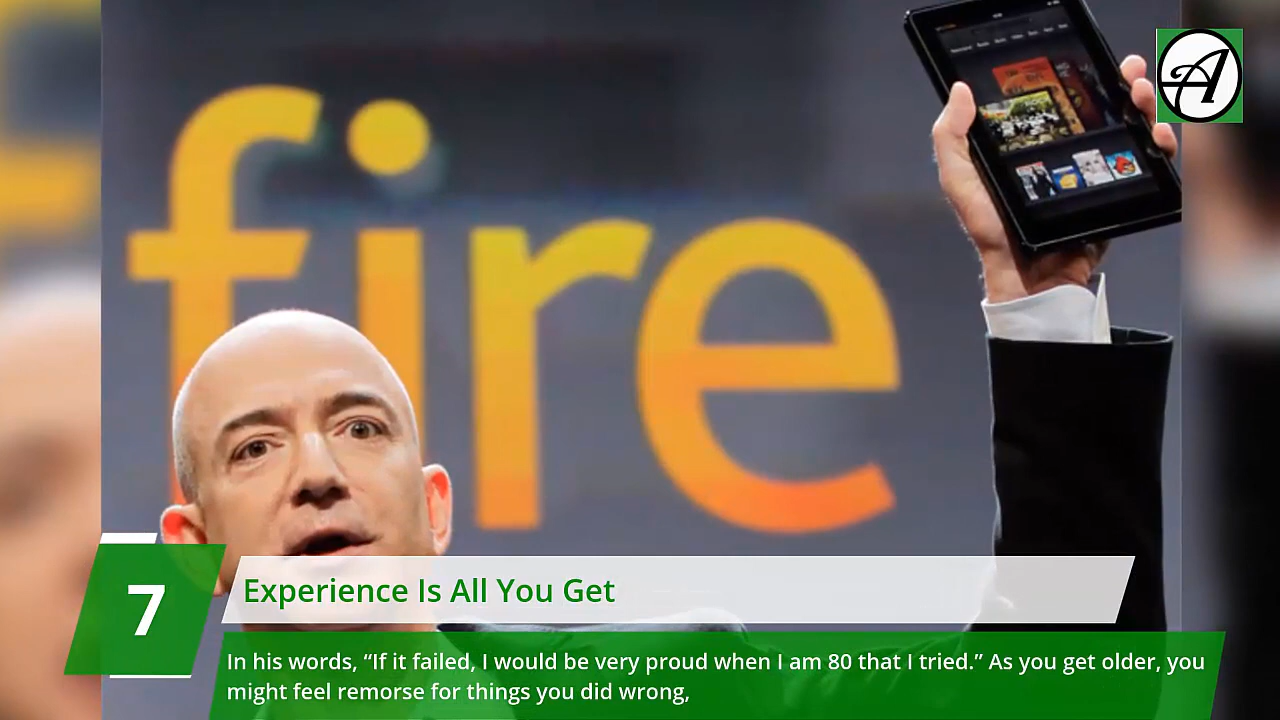 fire
A
7
Experience Is All You Get
In his words, “If it failed, I would be very proud when I am 80 that I tried.” As you get older, you
might feel remorse for things you did wrong,